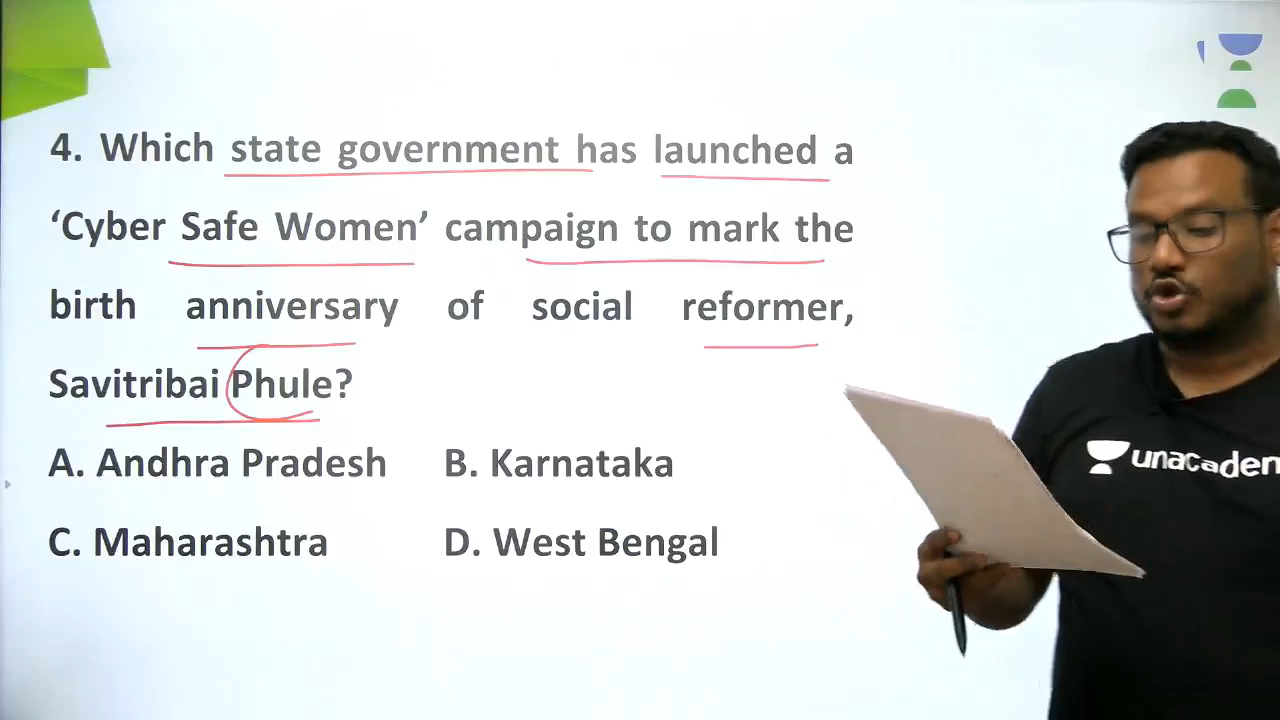 4. Which state government has launched a
‘Cyber Safe Women’ campaign to mark the
birth anniversary of social reformer,
Savitribai Phule?
A. Andhra Pradesh B. Karnataka
C. Maharashtra D. West Bengal
unacadem